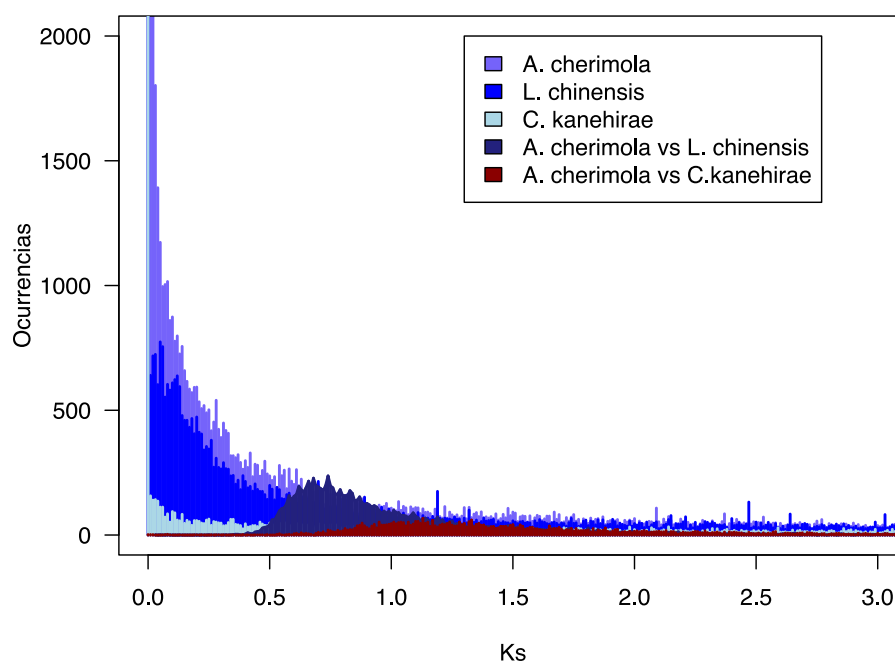 2000
1500
1000
500
0
Ocurrencias
A. cherimola
L. chinensis
C. kanehirae
A. cherimola vs L. chinensis
A. cherimola vs C.kanehirae
0.0 0.5 1.0 1.5 2.0 2.5 3.0
Ks